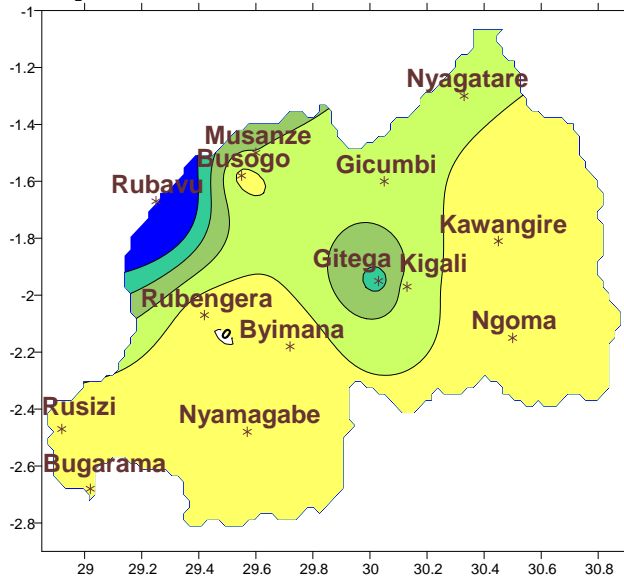 -1
-1.2
-1.4
-1.6
-1.8
-2
-2.2
-2.4
-2.6
-2.8
Nyagatare
Musanze
Busogo
Gicumbi
Rubavu
Kawangire
Gitega
Kigali
Rubengera
Byimana
Ngoma
0
Rusizi
Nyamagabe
Bugarama
29 29.2 29.4 29.6 29.8 30 30.2 30.4 30.6 30.8